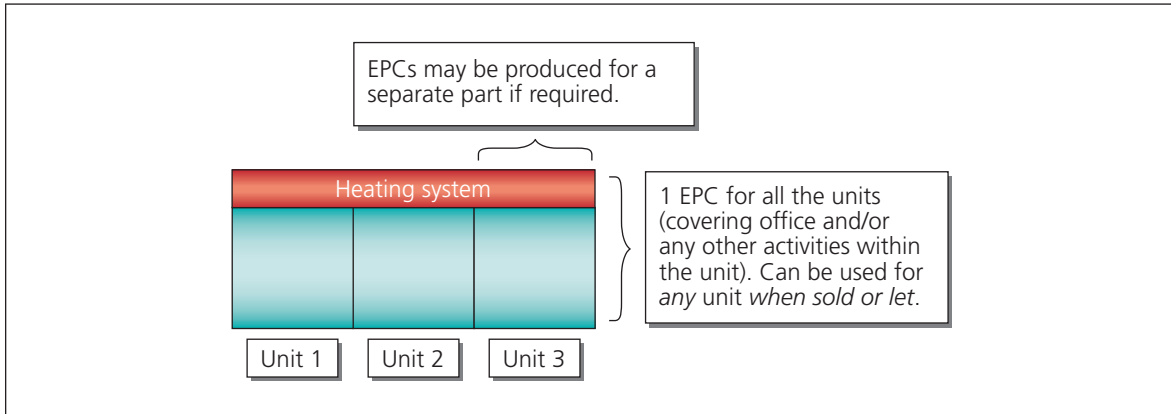 EPCs may be produced for a
separate part if required.
Heating system
1 EPC for all the units
(covering office and/or
any other activities within
the unit). Can be used for
any unit when sold or let.
Unit 1
Unit 2
Unit 3